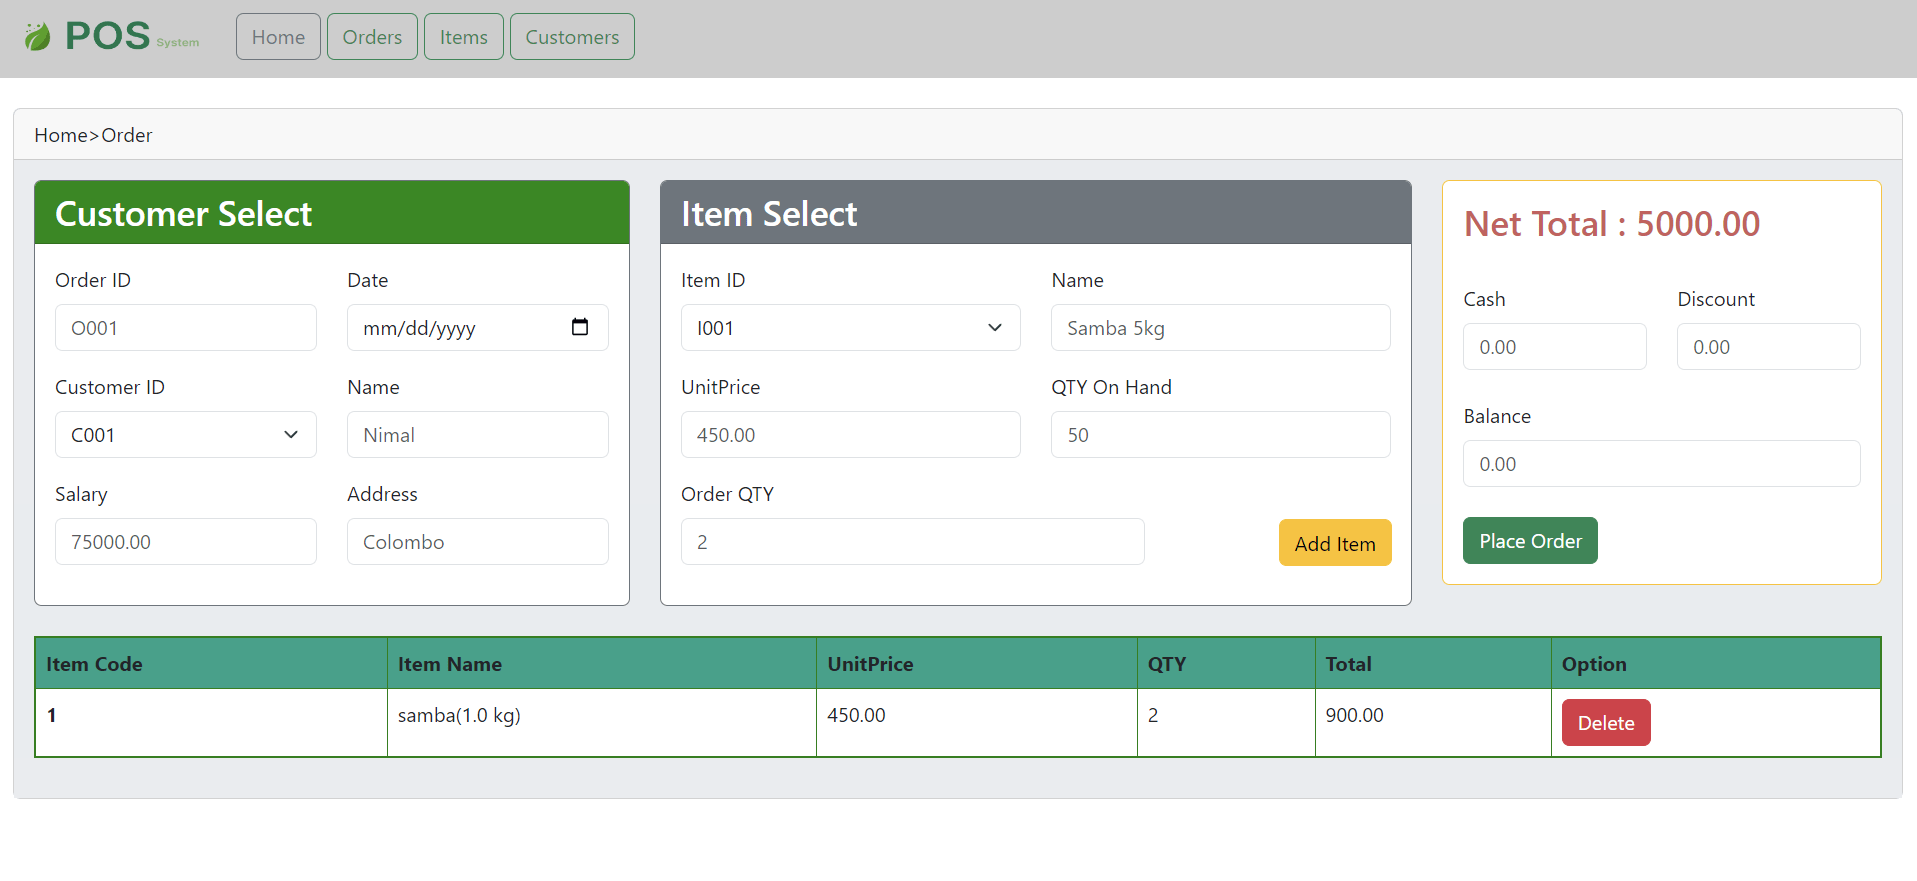 POS System
Home Orders Items Customers
Home>Order
Customer Select
Order ID Date
O001 mm/dd/yyyy
Customer ID Name
C001 Nimal
Salary Address
75000.00 Colombo
Item Select
Item ID Name
I001 Samba 5kg
UnitPrice QTY On Hand
450.00 50
Order QTY
2 Add Item
Net Total : 5000.00
Cash Discount
0.00 0.00
Balance
0.00
Place Order
Item Code Item Name UnitPrice QTY Total Option
1 samba(1.0 kg) 450.00 2 900.00 Delete